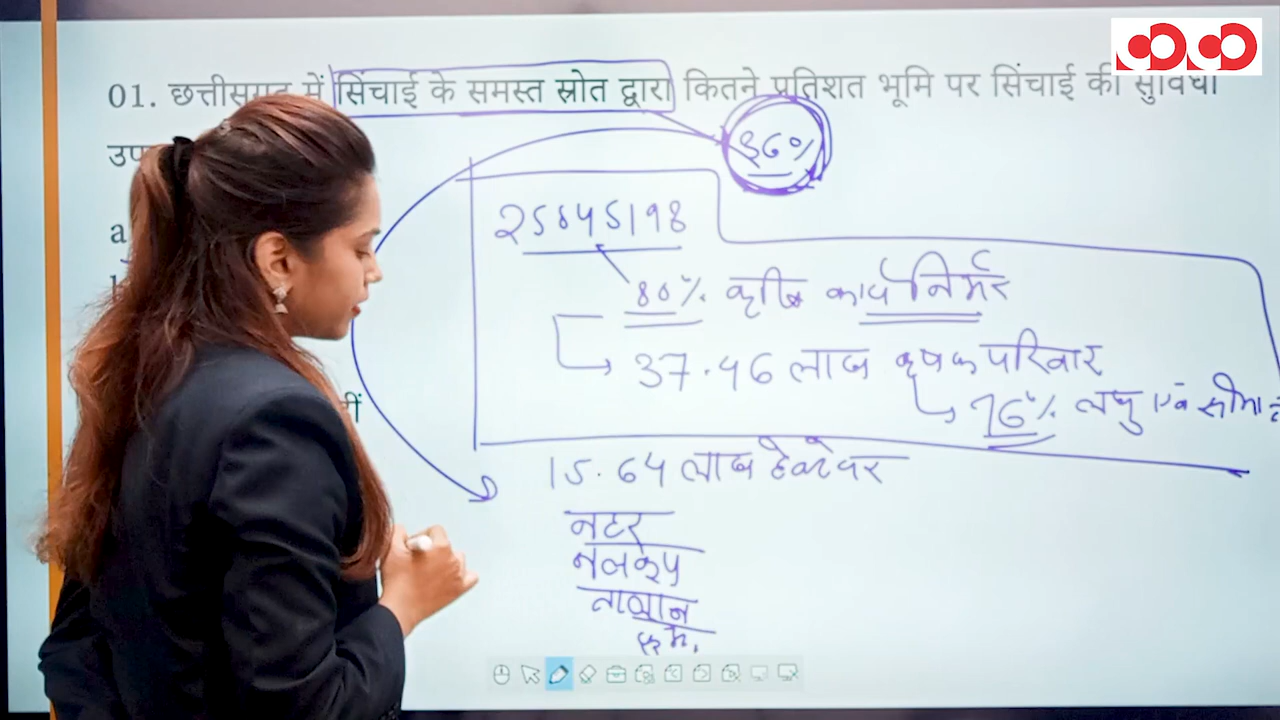 01. छत्तीसगढ़ में सिंचाई के समस्त स्रोत द्वारा कितने प्रतिशत भूमि पर सिंचाई की सुविधा
36%
25545198
80% कृषि कार्य निर्भर
37.46 लाख कृषक परिवार
76% लघु एवं
15.64 लाख हेक्टेयर
नहर
नलकूप
तालाब